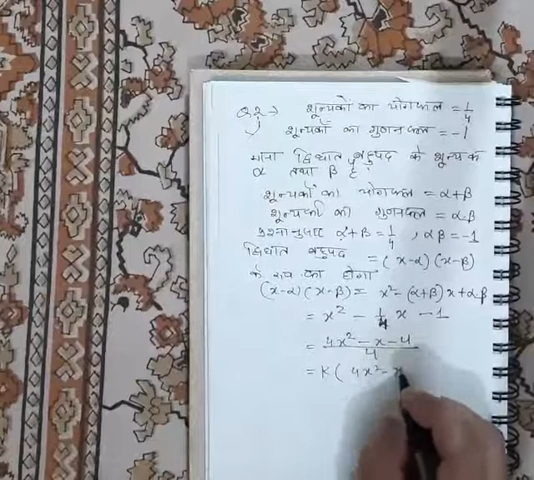 Q.2→ शून्यकों का योगफल = 1/4
शून्यकों का गुणनफल = -1
माना द्विघात बहुपद के शून्यक
α तथा β है।
शून्यकों का योगफल = α+β
शून्यकों का गुणनफल = αβ
प्रश्नानुसार α+β = 1/4 , αβ = -1
द्विघात बहुपद = (x-α) (x-β)
के रूप का होगा
(x-α) (x-β) = x² - (α+β) x + αβ
= x² - 1/4 x - 1
= 4x² - x - 4 / 4
= K ( 4x² - x